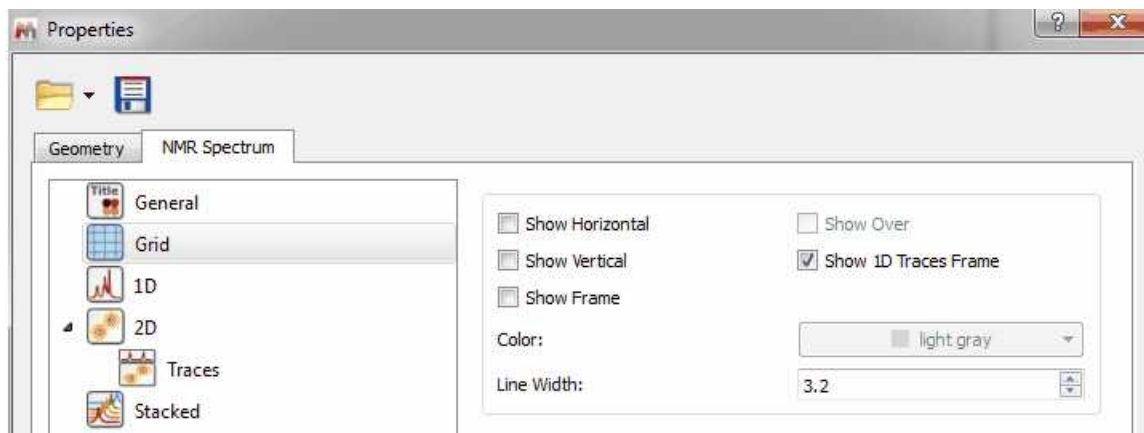 Properties
Geometry
NMR Spectrum
Title
General
Grid
1D
2D
Traces
Stacked
Show Horizontal
Show Over
Show Vertical
Show 1D Traces Frame
Show Frame
Color:
light gray
Line Width:
3.2